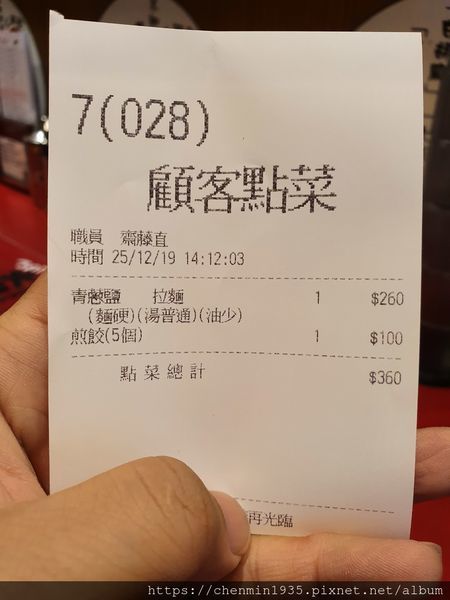 7(028)
顧客點菜
職員 齋藤直
時間 25/12/19 14:12:03
青蔥鹽 拉麵 1 $260
(麵硬)(湯普通)(油少)
煎餃(5個) 1 $100
點菜總計 $360
再光臨
https://chenmin1935.pixnet.net/album